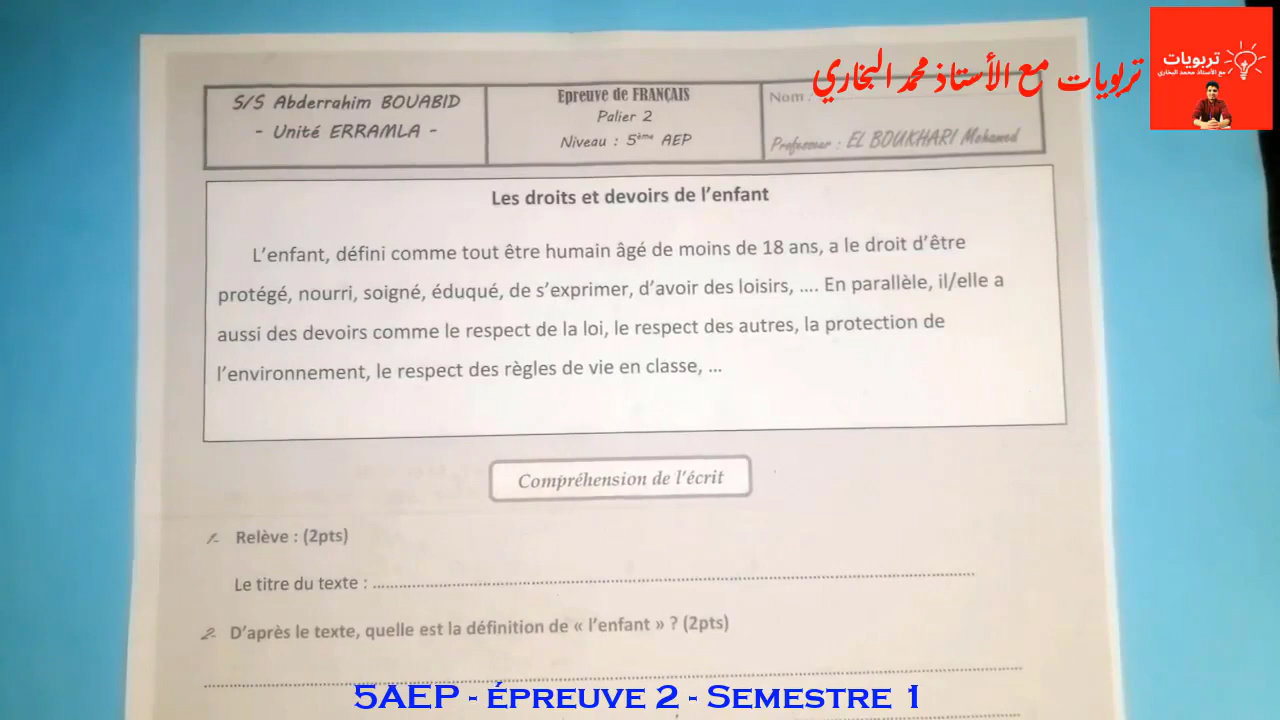 تربويات مع الأستاذ محمد البخاري
تربويات
مع الأستاذ محمد البخاري
S/S Abderrahim BOUABID
- Unité ERRAMLA -
Epreuve de FRANÇAIS
Palier 2
Niveau : 5ème AEP
Nom :
Professeur : EL BOUKHARI Mohamed
Les droits et devoirs de l'enfant
L'enfant, défini comme tout être humain âgé de moins de 18 ans, a le droit d'être
protégé, nourri, soigné, éduqué, de s'exprimer, d'avoir des loisirs, .... En parallèle, il/elle a
aussi des devoirs comme le respect de la loi, le respect des autres, la protection de
l'environnement, le respect des règles de vie en classe, ...
Compréhension de l'écrit
1. Relève : (2pts)
Le titre du texte : ....................
2. D'après le texte, quelle est la définition de « l'enfant » ? (2pts)
5AEP - épreuve 2 - Semestre 1